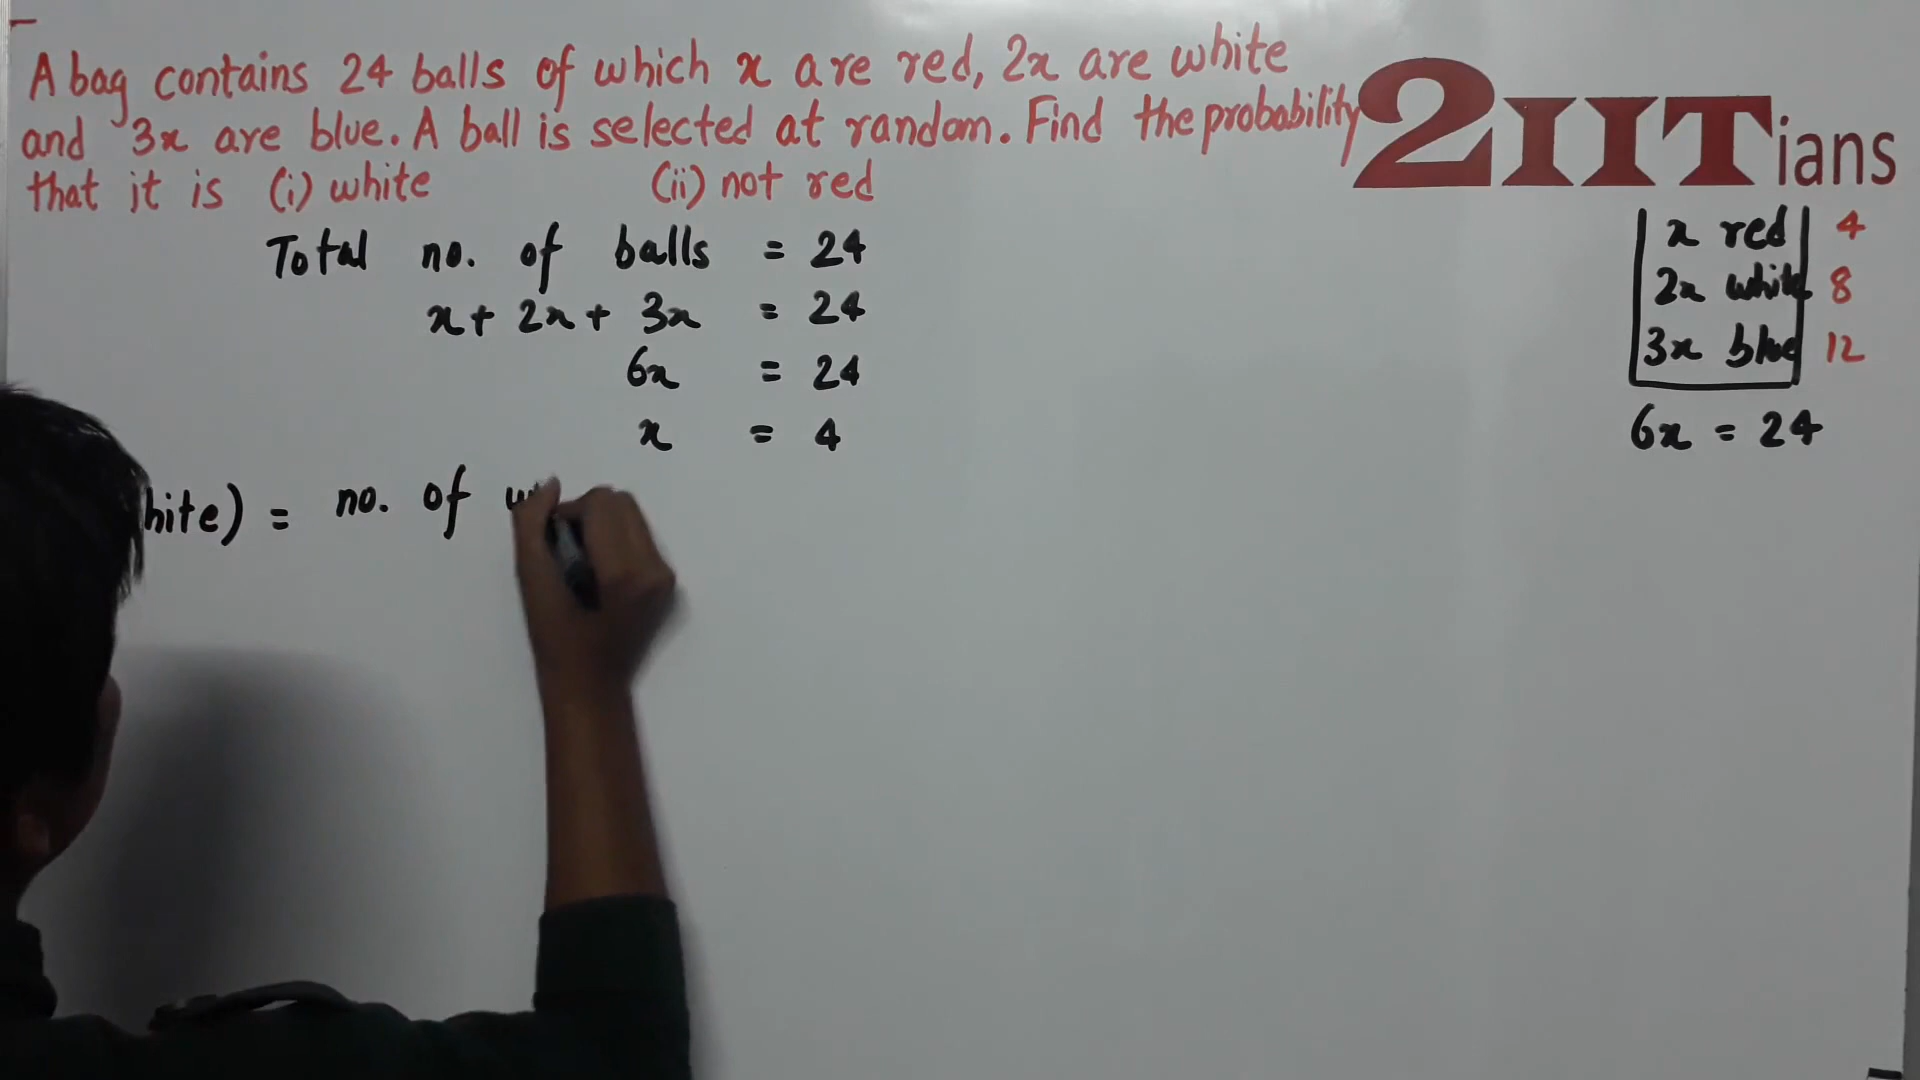 A bag contains 24 balls of which x are red, 2x are white
and 3x are blue. A ball is selected at random. Find the probability
that it is (i) white (ii) not red
2IITians
Total no. of balls = 24
x + 2x + 3x = 24
6x = 24
x = 4
hite) = no. of
x red 4
2x white 8
3x blue 12
6x = 24